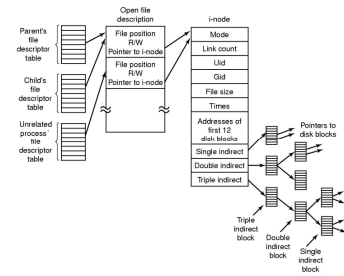 Open file
description
i-node
Parent's
file
descriptor
table
Child's
file
descriptor
table
Unrelated
process'
file
descriptor
table
File position
R/W
Pointer to i-node
File position
R/W
Pointer to i-node
Mode
Link count
Uid
Gid
File size
Times
Addresses of
first 12
disk blocks
Single indirect
Double indirect
Triple indirect
Pointers to
disk blocks
Triple
indirect
block
Double
indirect
block
Single
indirect
block